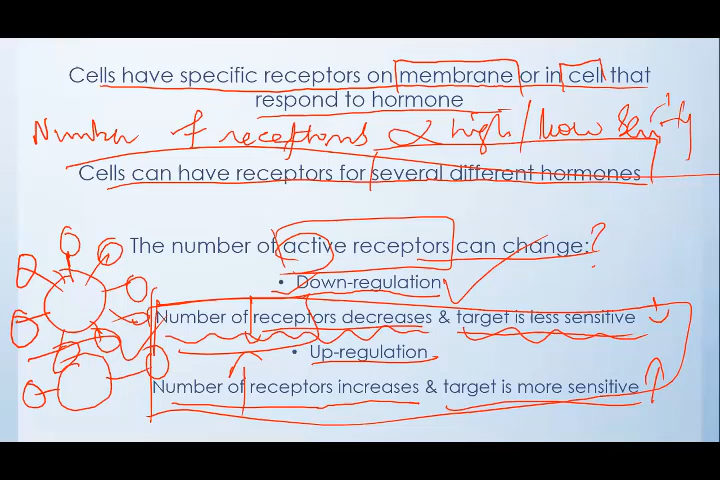 Cells have specific receptors on membrane or in cell that
respond to hormone
Number of receptors ∝ high / low
Cells can have receptors for several different hormones
The number of active receptors can change: ?
• Down-regulation
Number of receptors decreases & target is less sensitive ↓
• Up-regulation
Number of receptors increases & target is more sensitive ↑